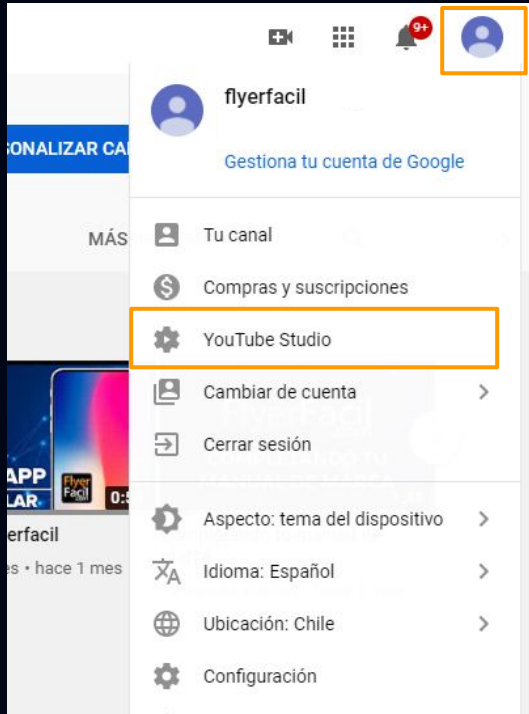 9+
flyerfacil
Gestiona tu cuenta de Google
ONALIZAR CA
MÁS
Tu canal
Compras y suscripciones
YouTube Studio
Cambiar de cuenta
Cerrar sesión
APP
LAR
Flyer
Facil
0:5
erfacil
es • hace 1 mes
Aspecto: tema del dispositivo
Idioma: Español
Ubicación: Chile
Configuración